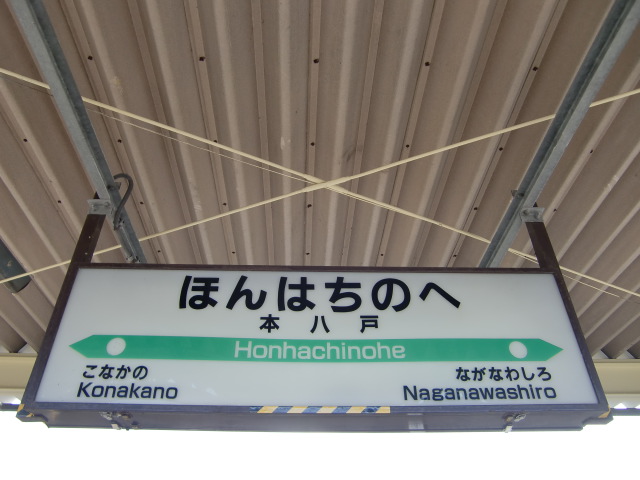 ほんはちのへ
本八戸
Honhachinohe
こなかの
Konakano
ながなわしろ
Naganawashiro